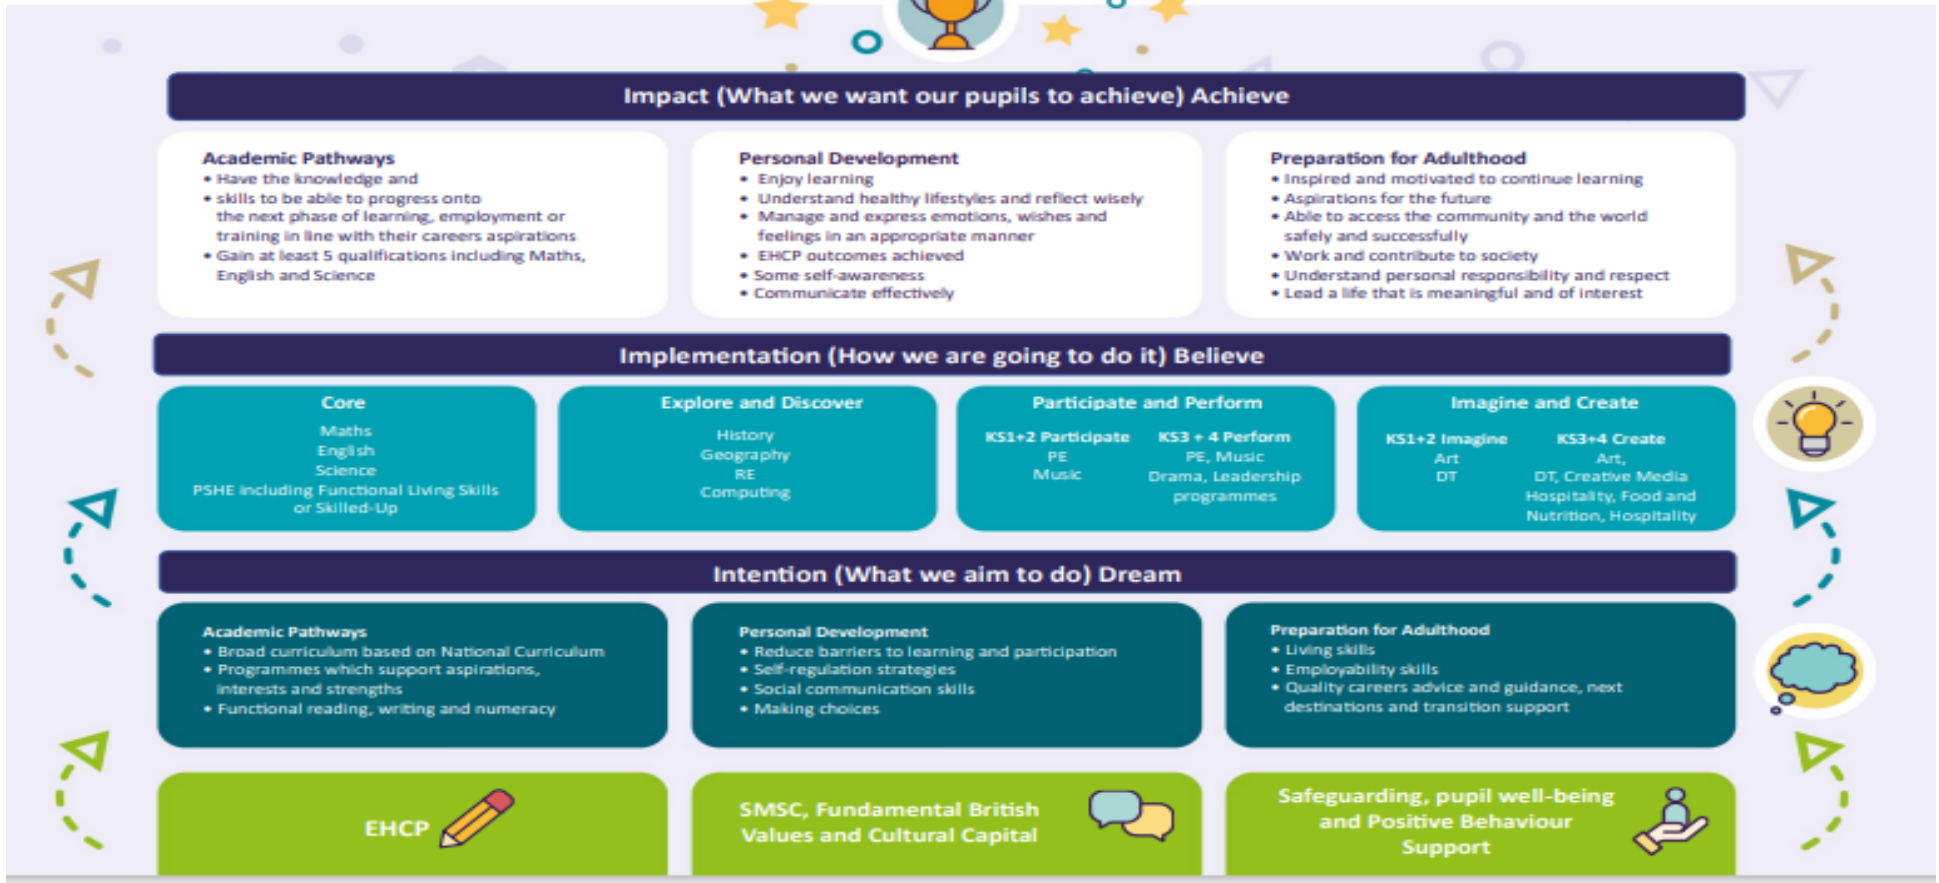 Impact (What we want our pupils to achieve) Achieve
Academic Pathways
• Have the knowledge and
• skills to be able to progress onto
the next phase of learning, employment or
training in line with their careers aspirations
• Gain at least 5 qualifications including Maths,
English and Science
Personal Development
• Enjoy learning
• Understand healthy lifestyles and reflect wisely
• Manage and express emotions, wishes and
feelings in an appropriate manner
• EHCP outcomes achieved
• Some self-awareness
• Communicate effectively
Preparation for Adulthood
• Inspired and motivated to continue learning
• Aspirations for the future
• Able to access the community and the world
safely and successfully
• Work and contribute to society
• Understand personal responsibility and respect
• Lead a life that is meaningful and of interest
Implementation (How we are going to do it) Believe
Core
Maths
English
Science
PSHE including Functional Living Skills
or Skilled-Up
Explore and Discover
History
Geography
RE
Computing
Participate and Perform
KS1+2 Participate
PE
Music
KS3 + 4 Perform
PE, Music
Drama, Leadership
programmes
Imagine and Create
KS1+2 Imagine
Art
DT
KS3+4 Create
Art,
DT, Creative Media
Hospitality, Food and
Nutrition, Hospitality
Intention (What we aim to do) Dream
Academic Pathways
• Broad curriculum based on National Curriculum
• Programmes which support aspirations,
interests and strengths
• Functional reading, writing and numeracy
Personal Development
• Reduce barriers to learning and participation
• Self-regulation strategies
• Social communication skills
• Making choices
Preparation for Adulthood
• Living skills
• Employability skills
• Quality careers advice and guidance, next
destinations and transition support
EHCP
SMSC, Fundamental British
Values and Cultural Capital
Safeguarding, pupil well-being
and Positive Behaviour
Support